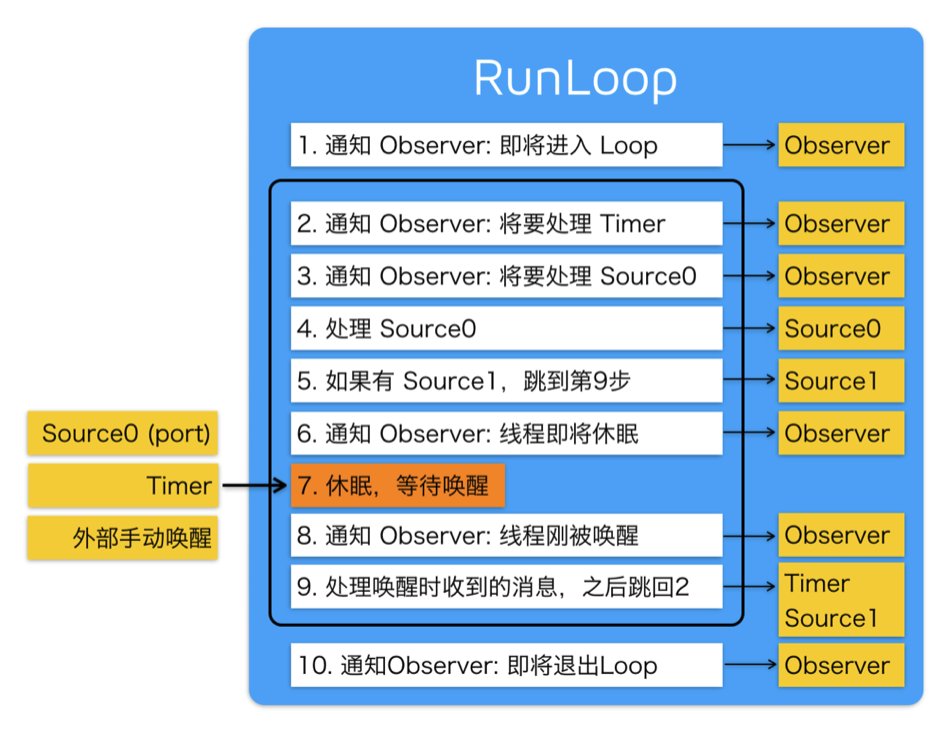 RunLoop
1. 通知 Observer: 即将进入 Loop
Observer
2. 通知 Observer: 将要处理 Timer
Observer
3. 通知 Observer: 将要处理 Source0
Observer
4. 处理 Source0
Source0
5. 如果有 Source1，跳到第9步
Source1
Source0 (port)
6. 通知 Observer: 线程即将休眠
Observer
Timer
7. 休眠，等待唤醒
外部手动唤醒
8. 通知 Observer: 线程刚被唤醒
Observer
9. 处理唤醒时收到的消息，之后跳回2
Timer
Source1
10. 通知Observer: 即将退出Loop
Observer